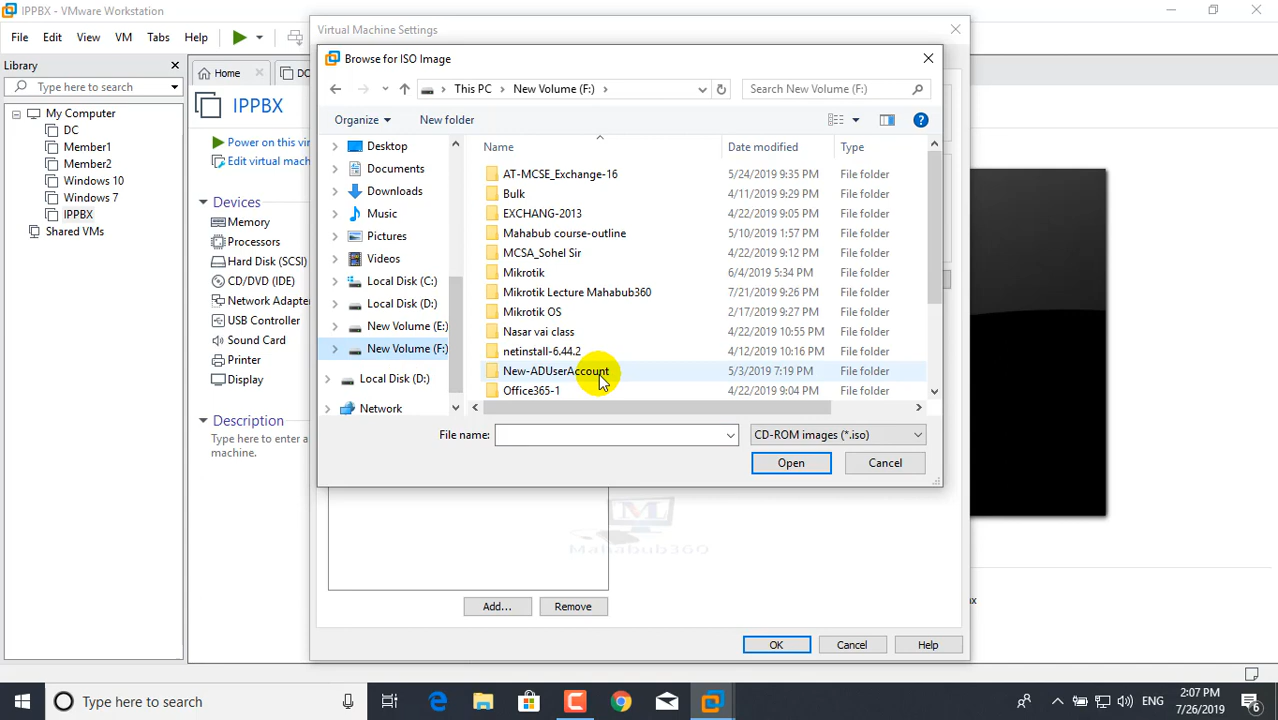 IPPBX - VMware Workstation
File Edit View VM Tabs Help
Library
Type here to search
My Computer
DC
Member1
Member2
Windows 10
Windows 7
IPPBX
Shared VMs
Home
IPPBX
Power on this vir
Edit virtual mach
Devices
Memory
Processors
Hard Disk (SCSI)
CD/DVD (IDE)
Network Adapte
USB Controller
Sound Card
Printer
Display
Description
Type here to enter a
machine.
Virtual Machine Settings
Browse for ISO Image
This PC > New Volume (F:) >
Search New Volume (F:)
Organize
New folder
Desktop
Documents
Downloads
Music
Pictures
Videos
Local Disk (C:)
Local Disk (D:)
New Volume (E:)
New Volume (F:)
Local Disk (D:)
Network
Name Date modified Type
AT-MCSE_Exchange-16 5/24/2019 9:35 PM File folder
Bulk 4/11/2019 9:29 PM File folder
EXCHANG-2013 4/22/2019 9:05 PM File folder
Mahabub course-outline 5/10/2019 1:57 PM File folder
MCSA_Sohel Sir 4/22/2019 9:12 PM File folder
Mikrotik 6/4/2019 5:34 PM File folder
Mikrotik Lecture Mahabub360 7/21/2019 9:26 PM File folder
Mikrotik OS 2/17/2019 9:27 PM File folder
Nasar vai class 4/22/2019 10:55 PM File folder
netinstall-6.44.2 4/12/2019 10:16 PM File folder
New-ADUserAccount 5/3/2019 7:19 PM File folder
Office365-1 4/22/2019 9:04 PM File folder
File name:
CD-ROM images (*.iso)
Open
Cancel
Mahabub360
Add...
Remove
OK
Cancel
Help
Type here to search
ENG
2:07 PM
7/26/2019
6